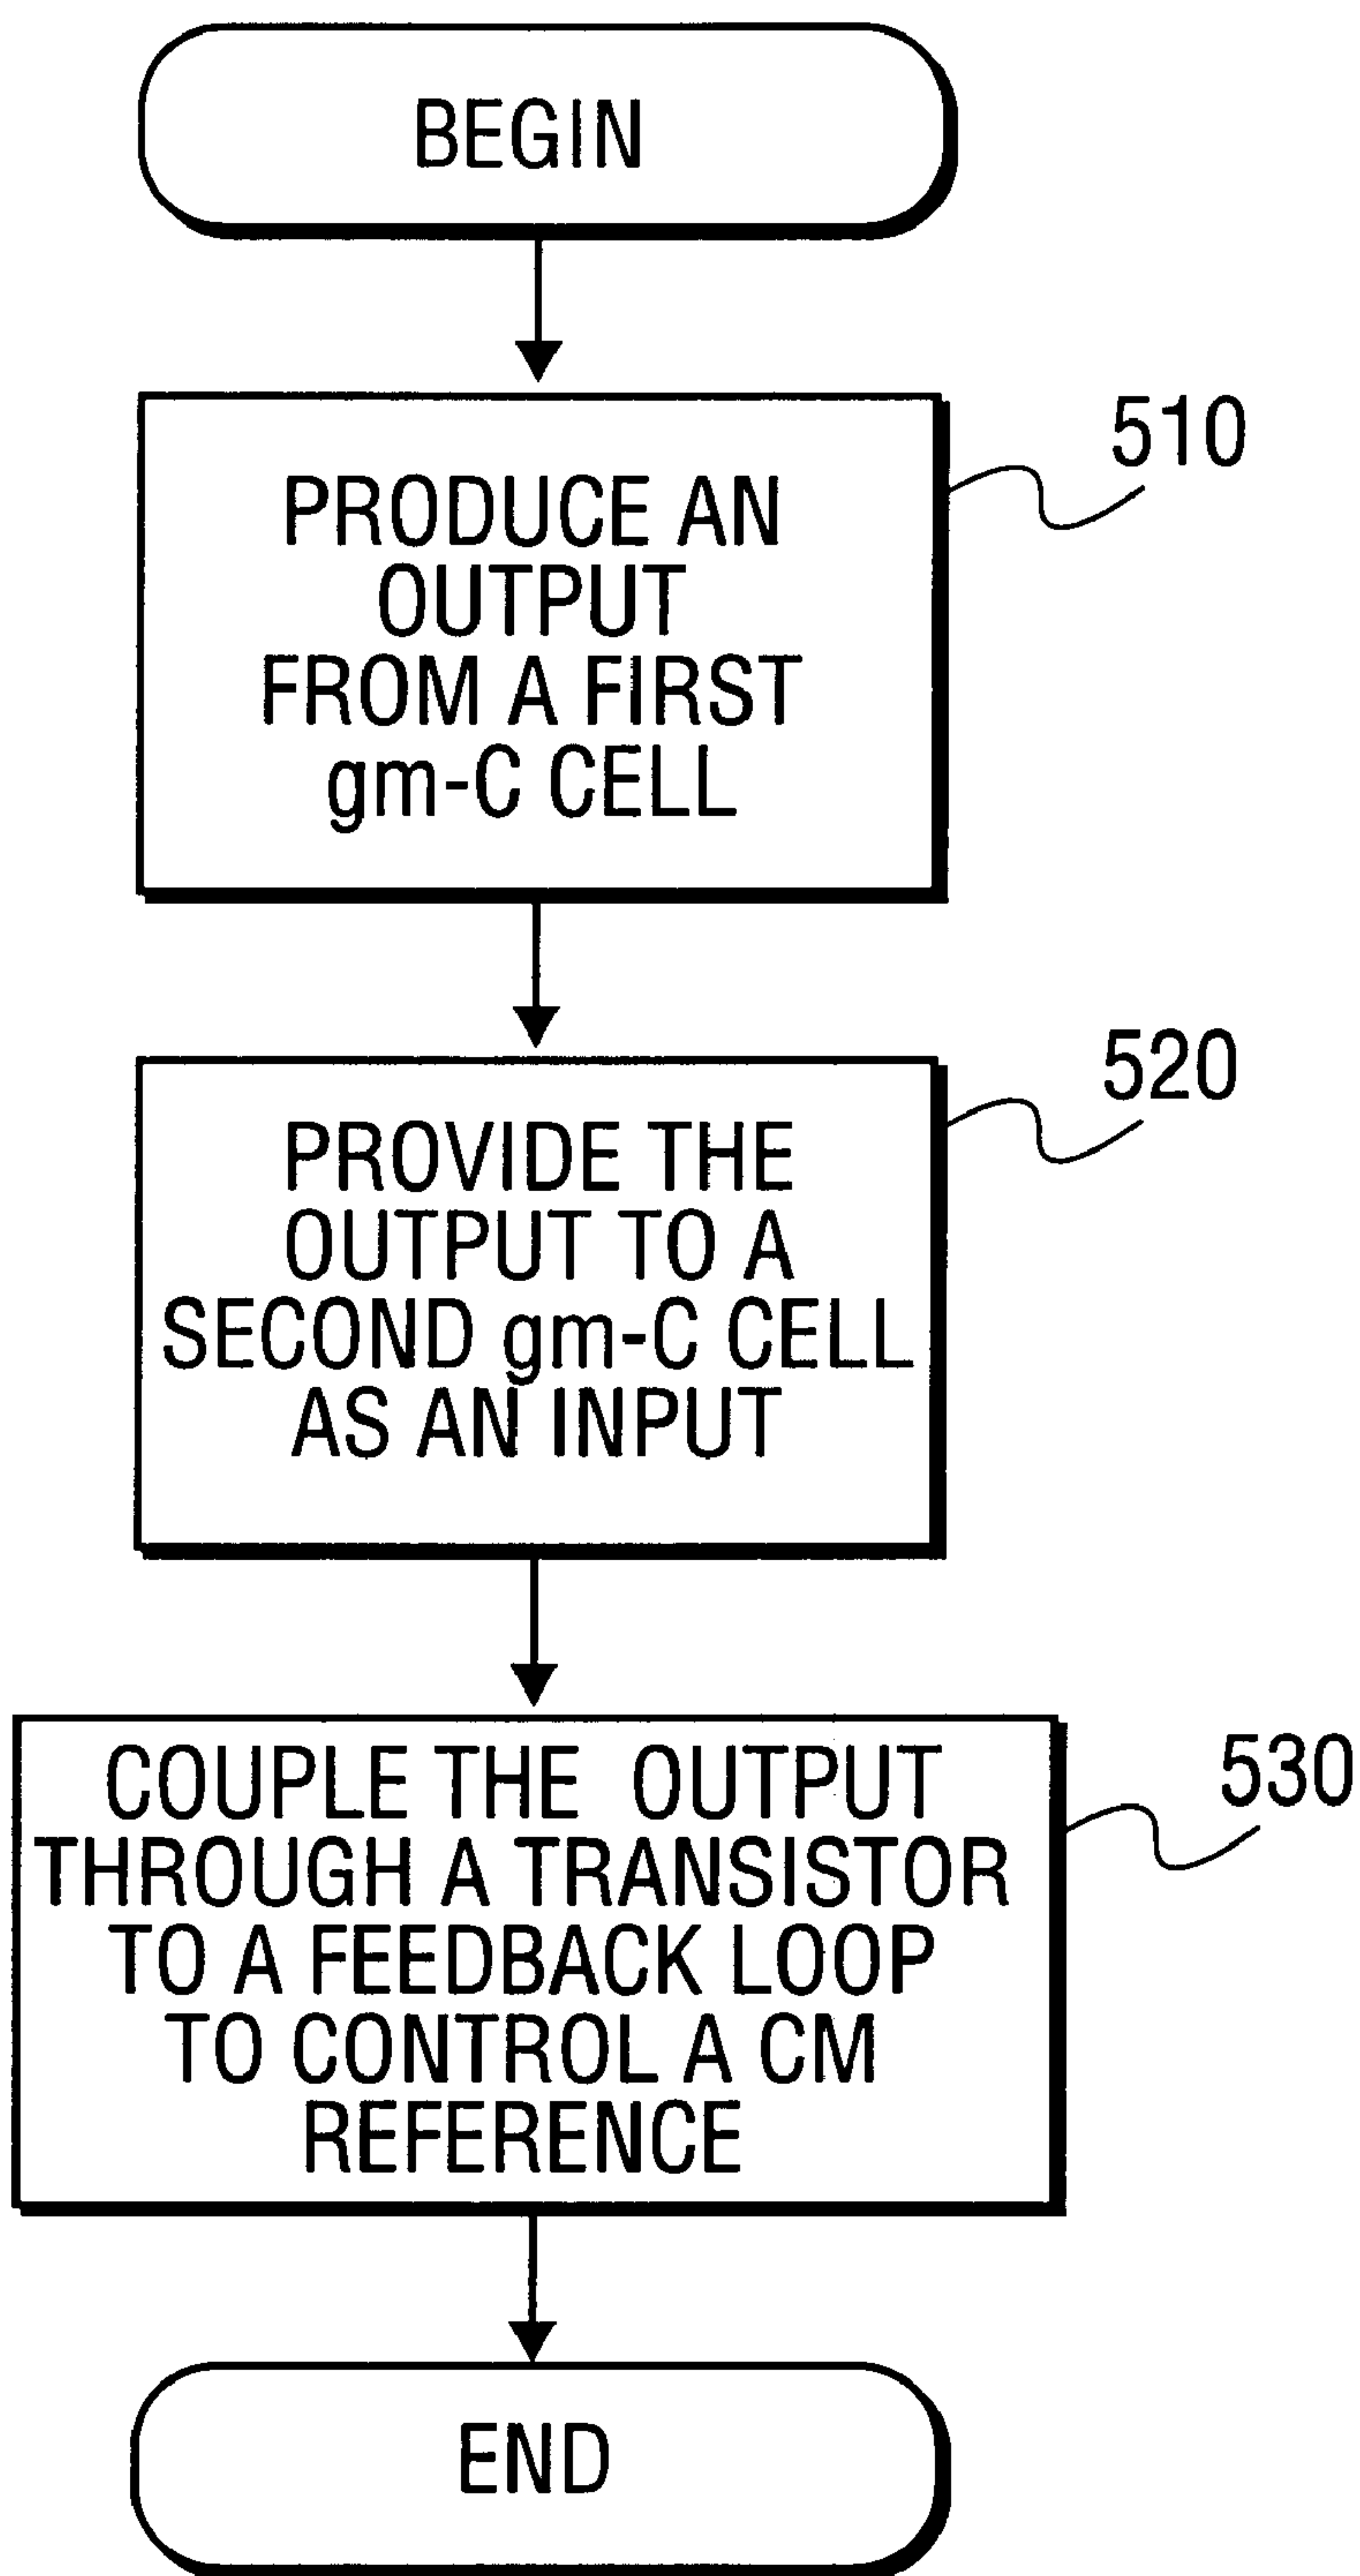 BEGIN
510
PRODUCE AN
OUTPUT
FROM A FIRST
gm-C CELL
520
PROVIDE THE
OUTPUT TO A
SECOND gm-C CELL
AS AN INPUT
530
COUPLE THE OUTPUT
THROUGH A TRANSISTOR
TO A FEEDBACK LOOP
TO CONTROL A CM
REFERENCE
END